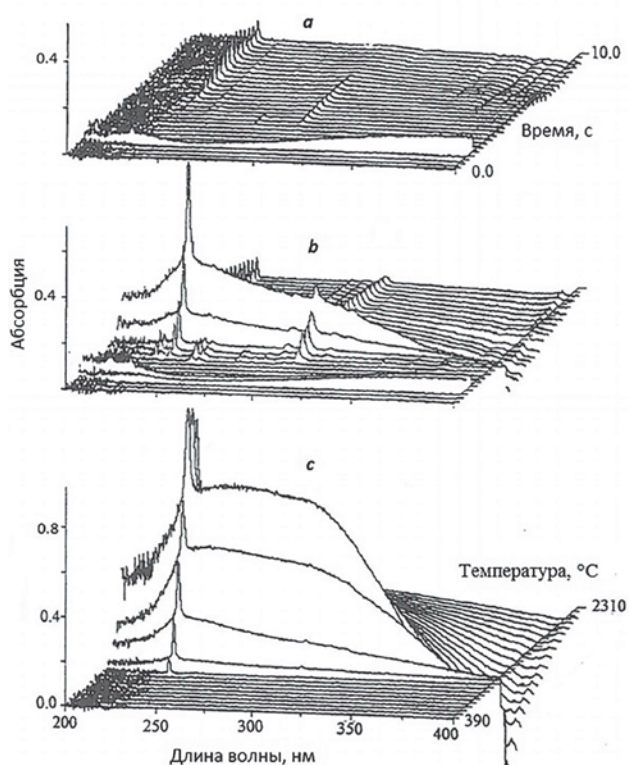 a
0.4
10.0
Время, с
0.0
b
0.4
Абсорбция
c
0.8
Температура, °C
0.4
2310
0.0
200 250 300 350 400 390
Длина волны, нм